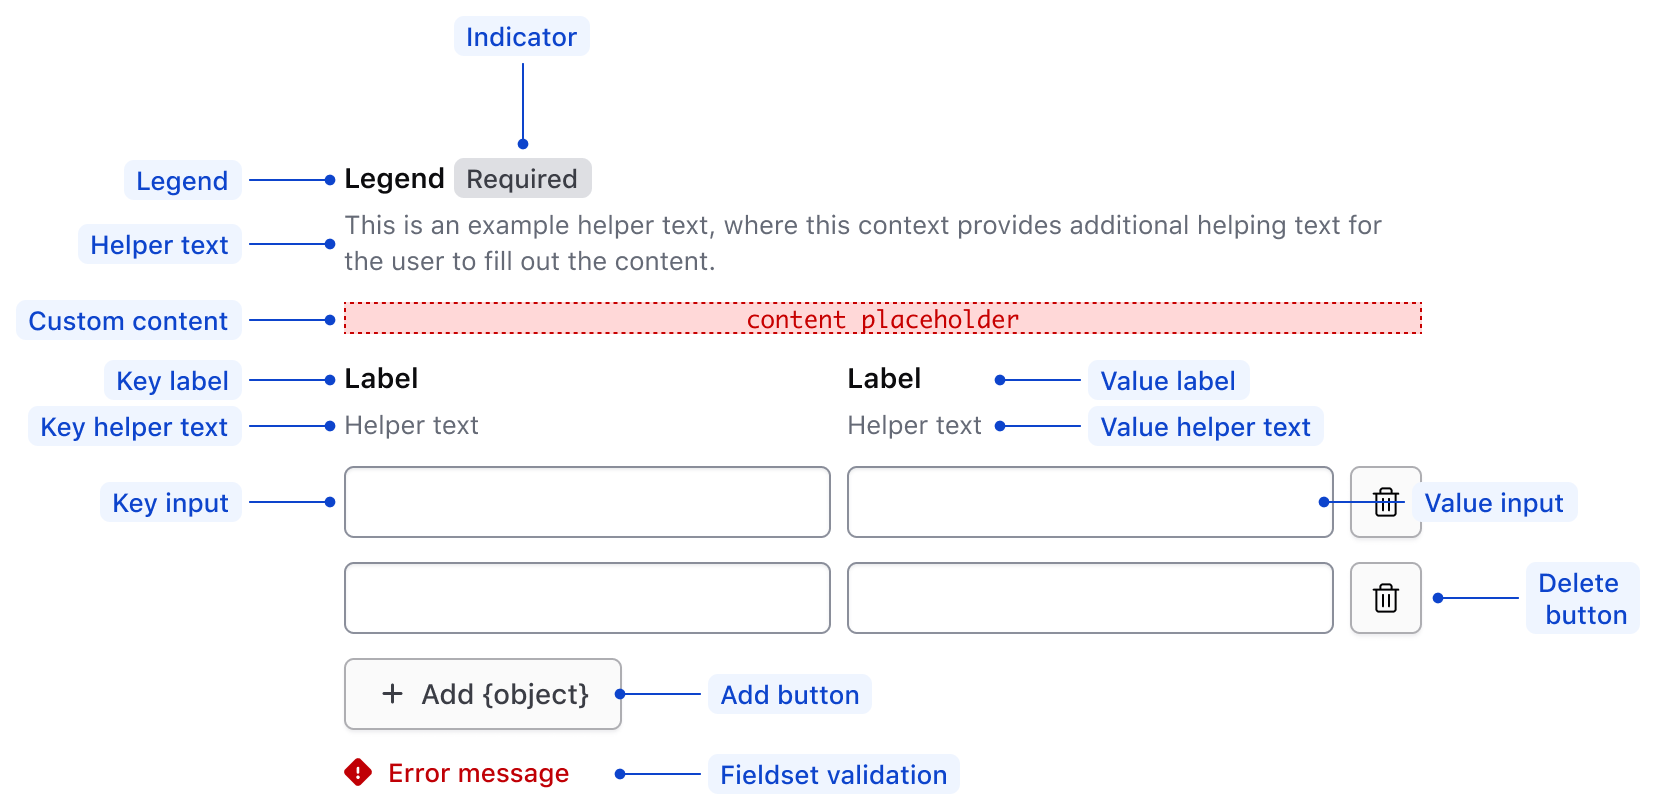 Indicator
Legend Legend Required
Helper text This is an example helper text, where this context provides additional helping text for
the user to fill out the content.
Custom content content placeholder
Key label Label Label Value label
Key helper text Helper text Helper text Value helper text
Key input Value input
Delete
button
+ Add {object} Add button
Error message Fieldset validation